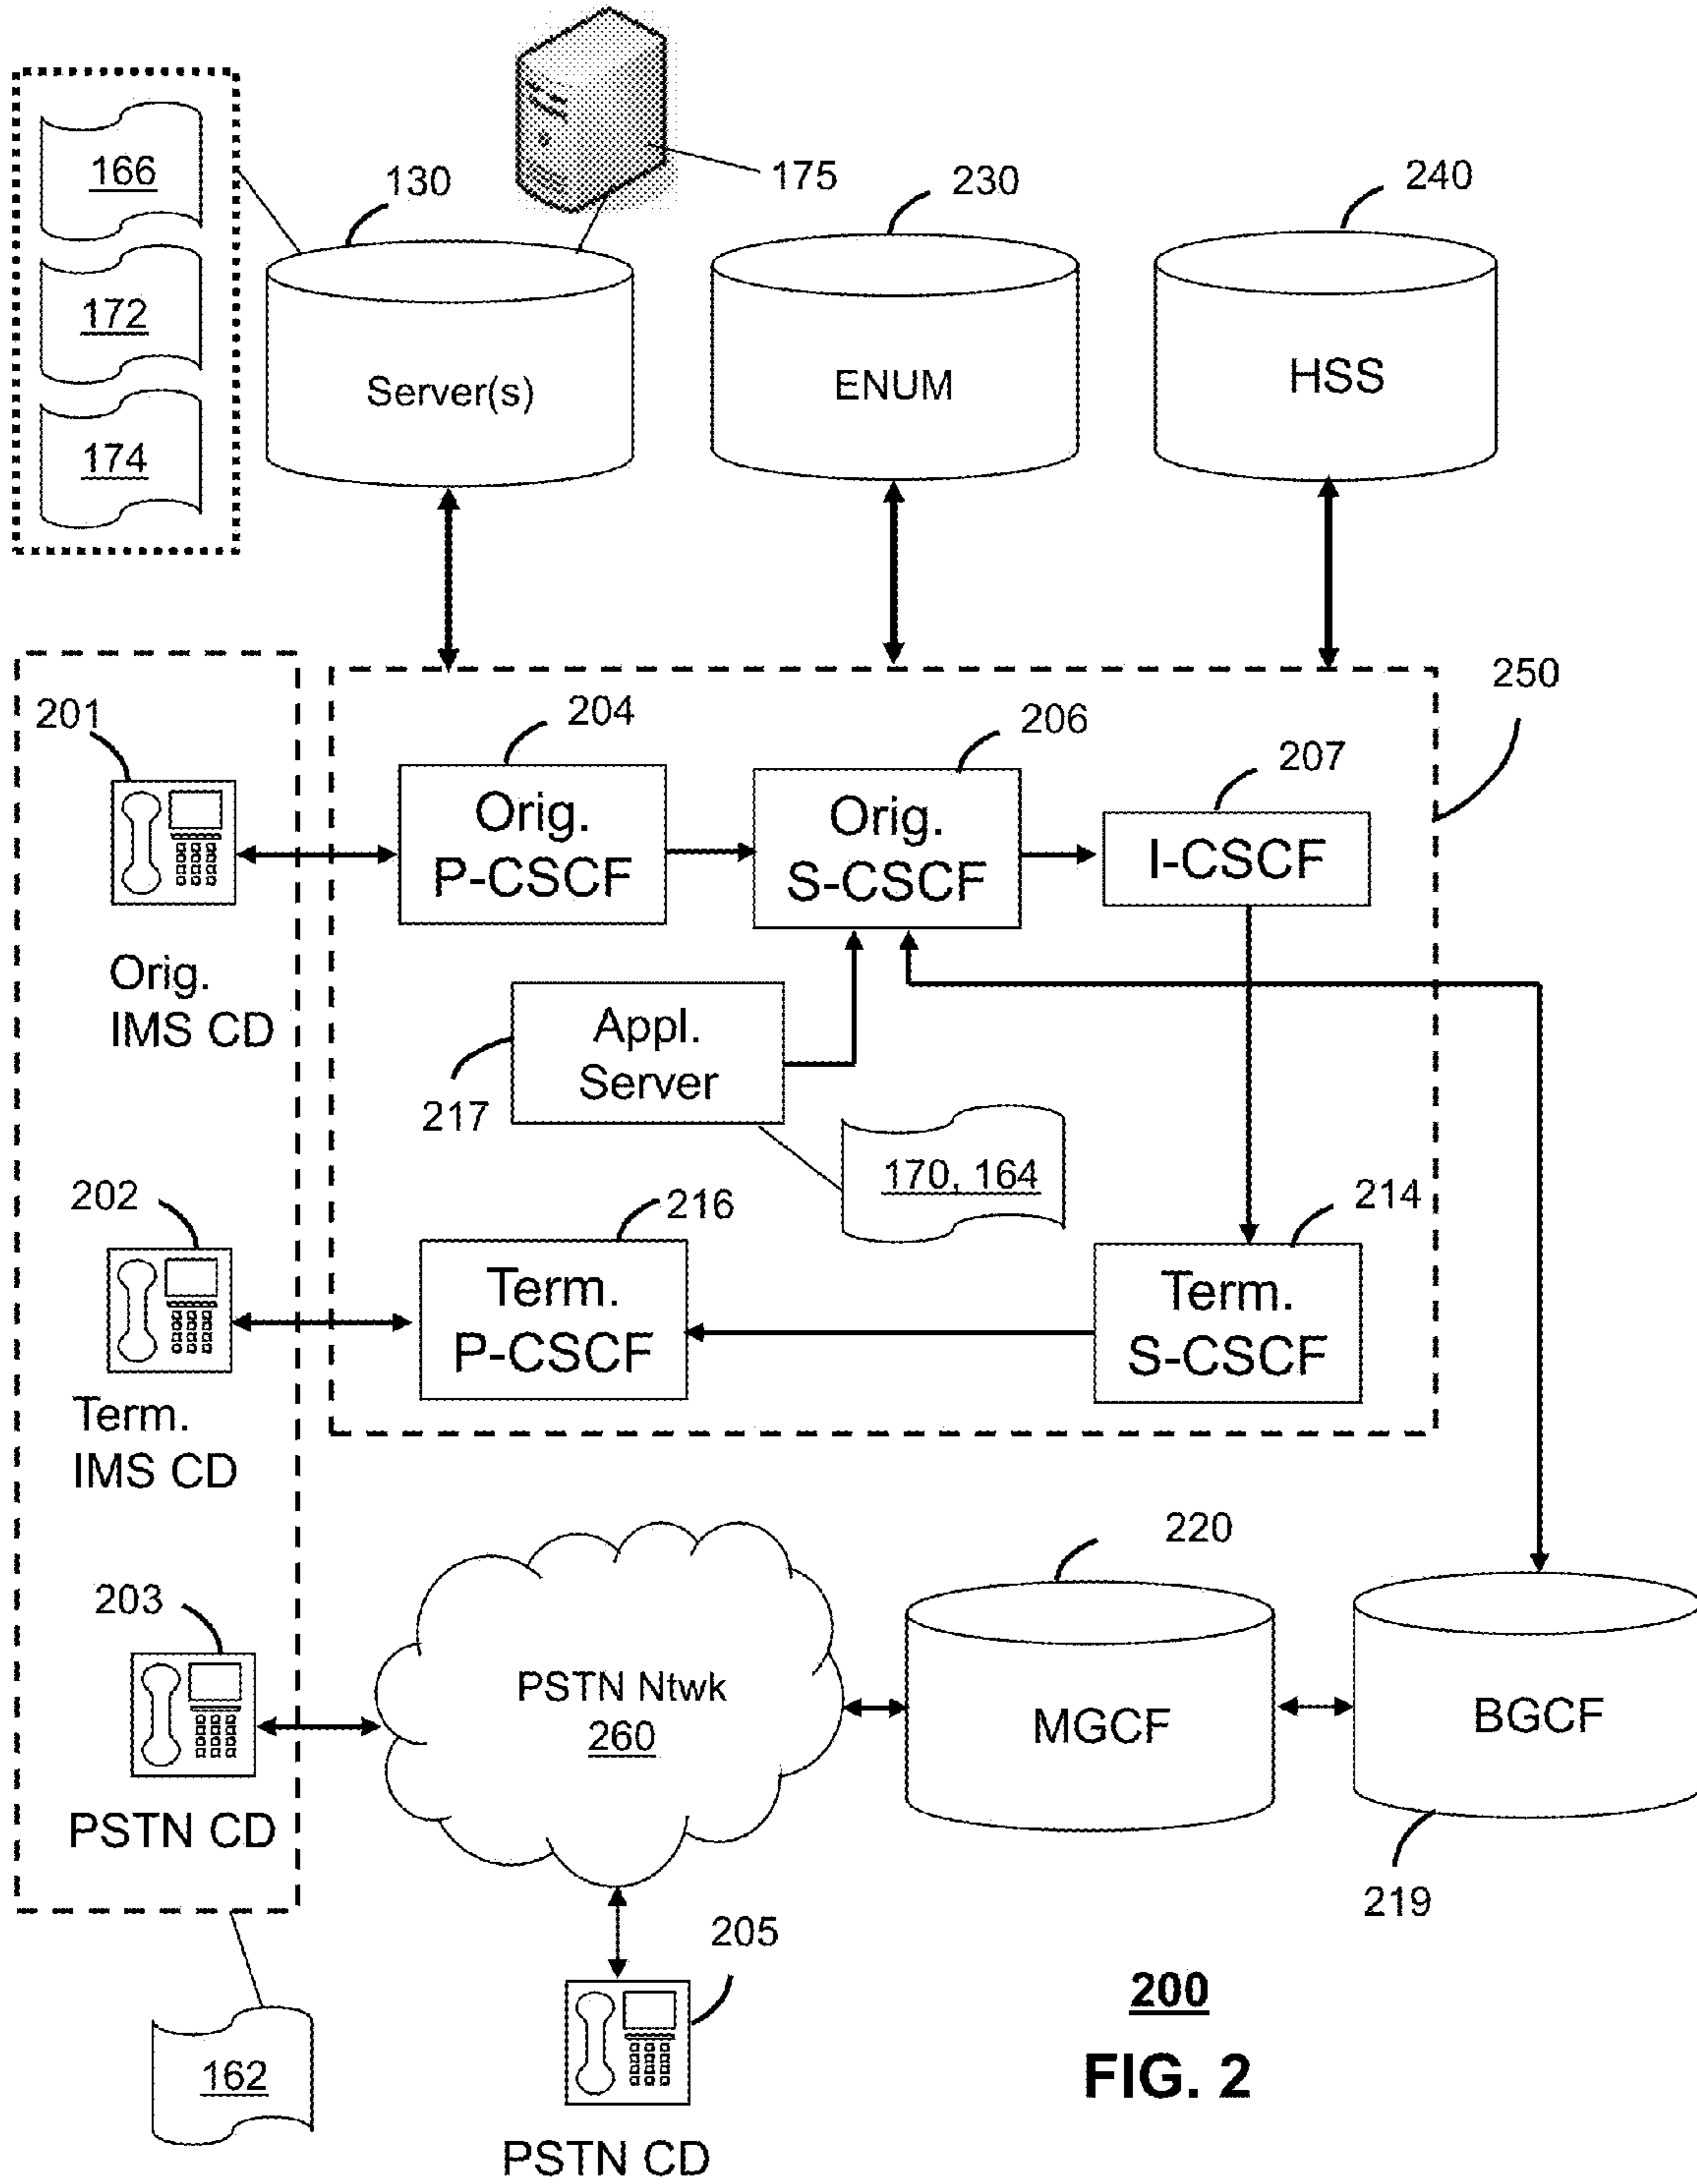 166
172
174
130
175
230
240
Server(s)
ENUM
HSS
250
201
204
206
207
Orig.
P-CSCF
Orig.
S-CSCF
I-CSCF
Orig.
IMS CD
Appl.
Server
217
170, 164
202
216
214
Term.
P-CSCF
Term.
S-CSCF
Term.
IMS CD
220
203
PSTN Ntwk
260
MGCF
BGCF
PSTN CD
219
205
162
PSTN CD
200
FIG. 2